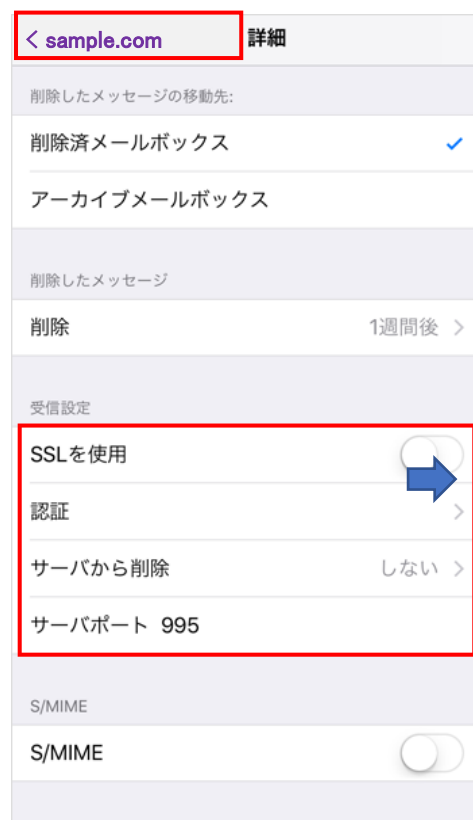 sample.com 詳細
削除したメッセージの移動先:
削除済メールボックス
アーカイブメールボックス
削除したメッセージ
削除 1週間後
受信設定
SSLを使用
認証
サーバから削除 しない
サーバポート 995
S/MIME
S/MIME